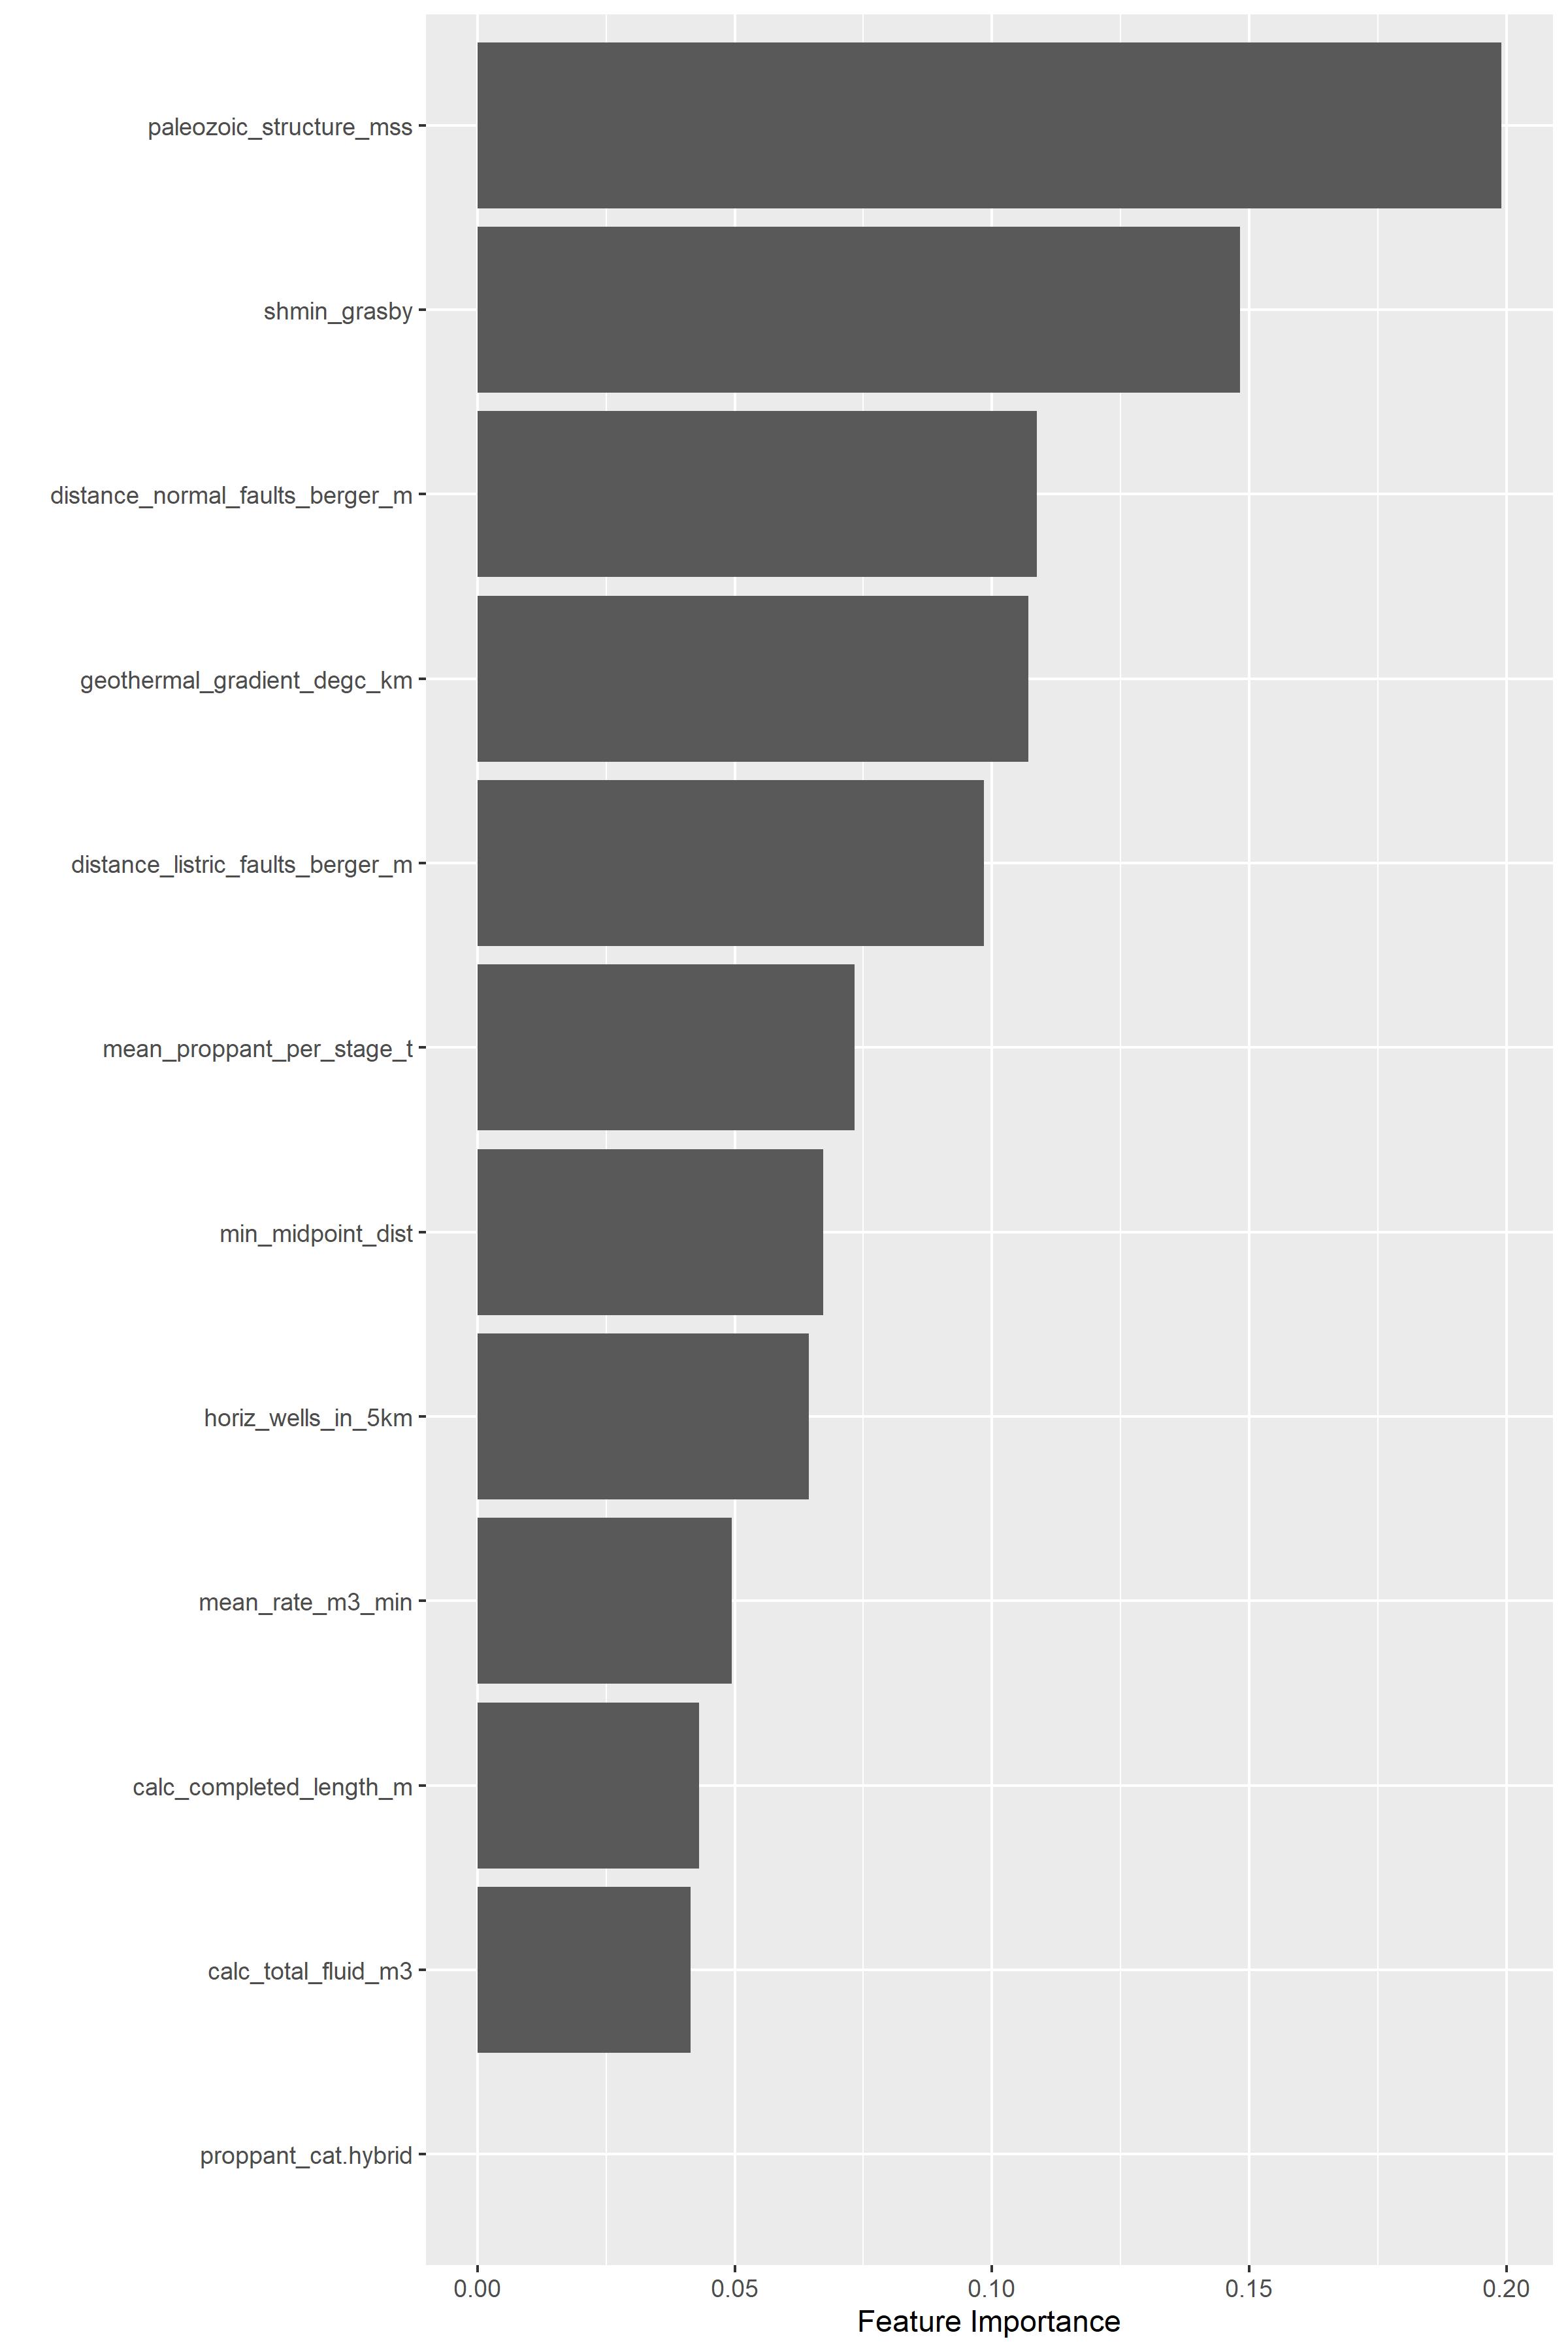 paleozoic_structure_mss
shmin_grasby
distance_normal_faults_berger_m
geothermal_gradient_degc_km
distance_listric_faults_berger_m
mean_proppant_per_stage_t
min_midpoint_dist
horiz_wells_in_5km
mean_rate_m3_min
calc_completed_length_m
calc_total_fluid_m3
proppant_cat.hybrid
0.00 0.05 0.10 0.15 0.20
Feature Importance